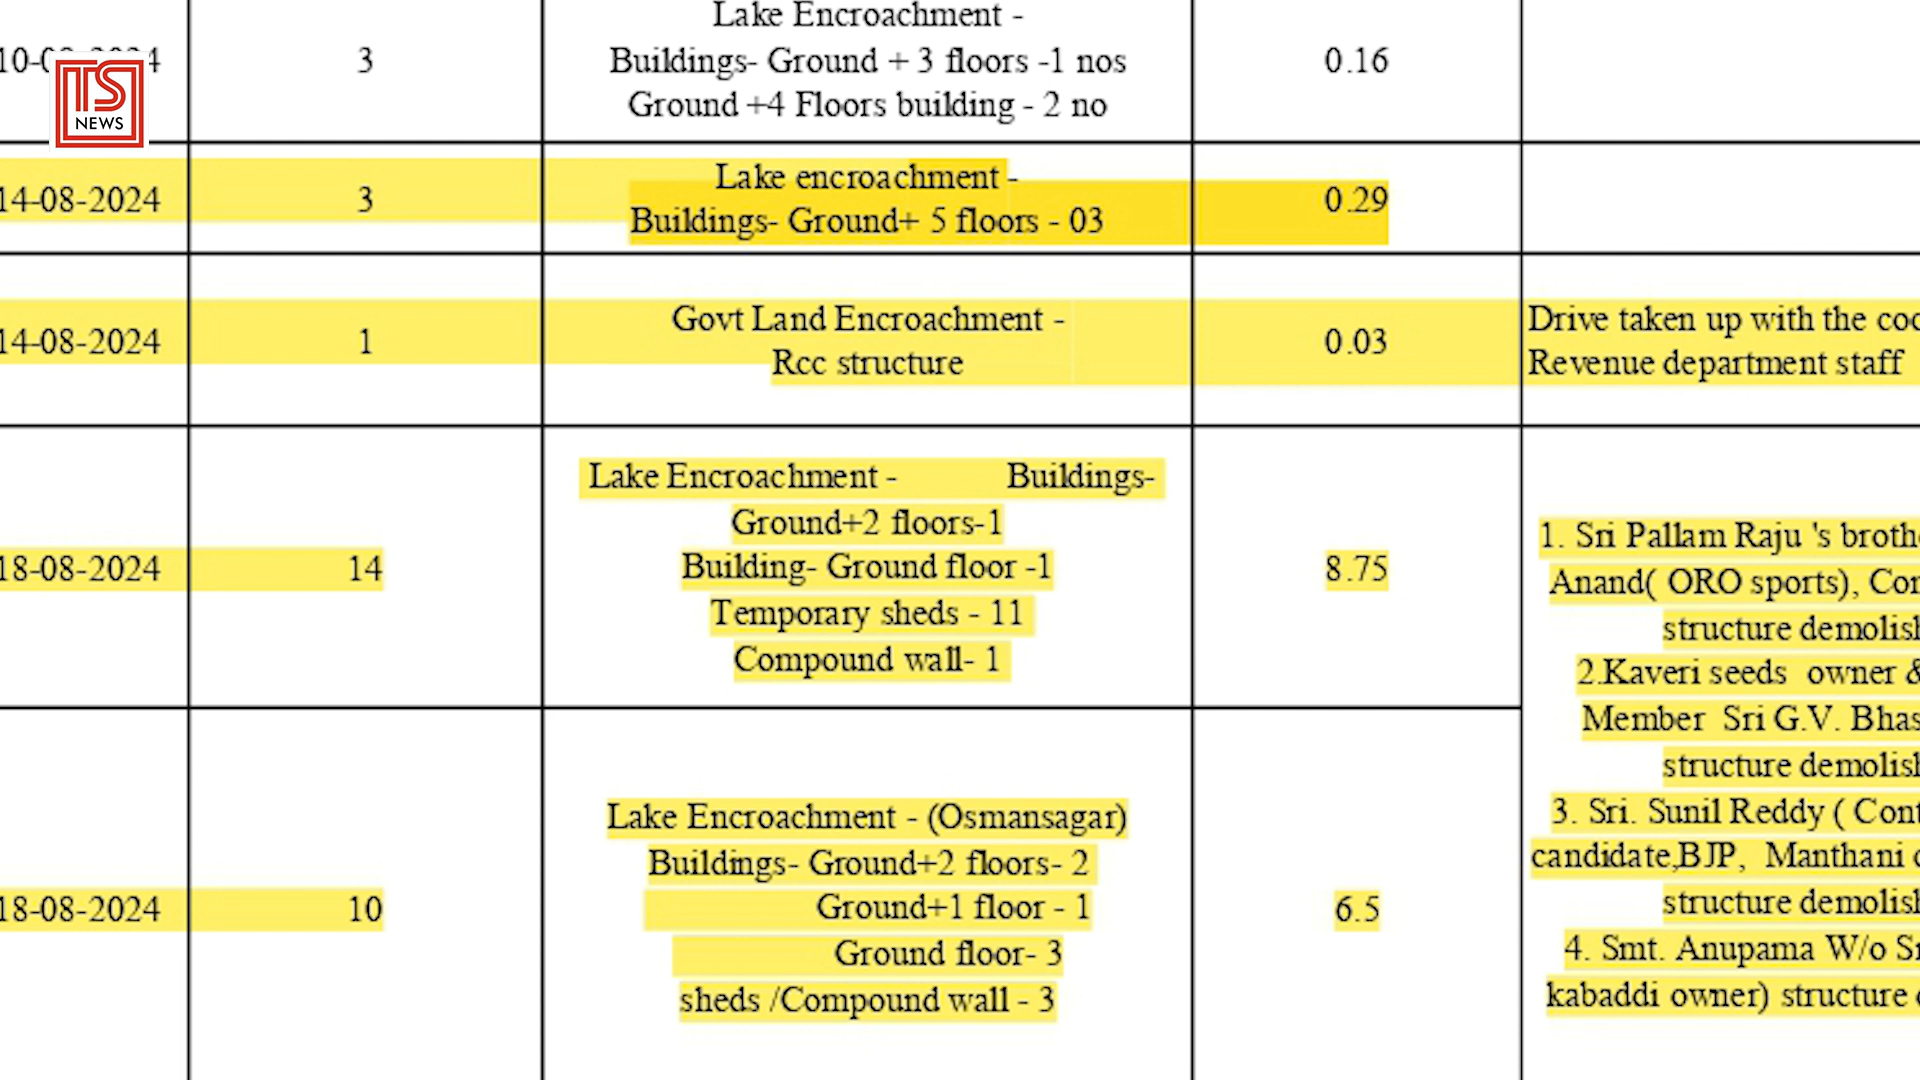 Lake Encroachment -
10-0 4 3 Buildings- Ground + 3 floors -1 nos 0.16
Ground +4 Floors building - 2 no
TS
NEWS
Lake encroachment -
14-08-2024 3 0.29
Buildings- Ground+ 5 floors - 03
Govt Land Encroachment - Drive taken up with the
14-08-2024 1 0.03
Rcc structure Revenue department staff
Lake Encroachment - Buildings-
Ground+2 floors-1
18-08-2024 14 Building- Ground floor -1 8.75
Temporary sheds - 11
Compound wall- 1
1. Sri Pallam Raju 's
Anand( ORO sports),
structure
2.Kaveri seeds owner &
Member Sri G.V.
structure
3. Sri. Sunil Reddy (
candidate,BJP, Manthani
structure
4. Smt. Anupama W/o
kabaddi owner) structure
Lake Encroachment - (Osmansagar)
Buildings- Ground+2 floors- 2
18-08-2024 10 Ground+1 floor - 1 6.5
Ground floor- 3
sheds /Compound wall - 3